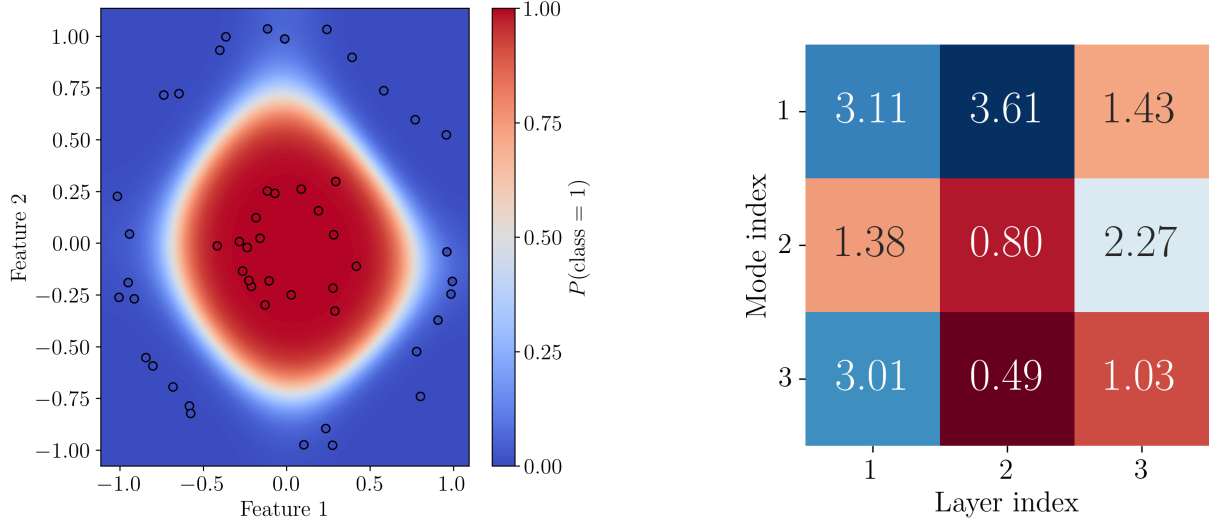 1.00
0.75
0.50
0.25
0.00
−0.25
−0.50
−0.75
−1.00
Feature 2
−1.0 −0.5 0.0 0.5 1.0
Feature 1
1.00
0.75
0.50
0.25
0.00
P(class = 1)
Mode index
1 3.11 3.61 1.43
2 1.38 0.80 2.27
3 3.01 0.49 1.03
1 2 3
Layer index